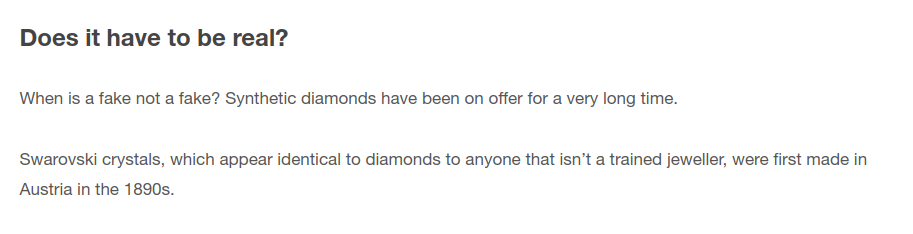 Does it have to be real?
When is a fake not a fake? Synthetic diamonds have been on offer for a very long time.
Swarovski crystals, which appear identical to diamonds to anyone that isn’t a trained jeweller, were first made in
Austria in the 1890s.